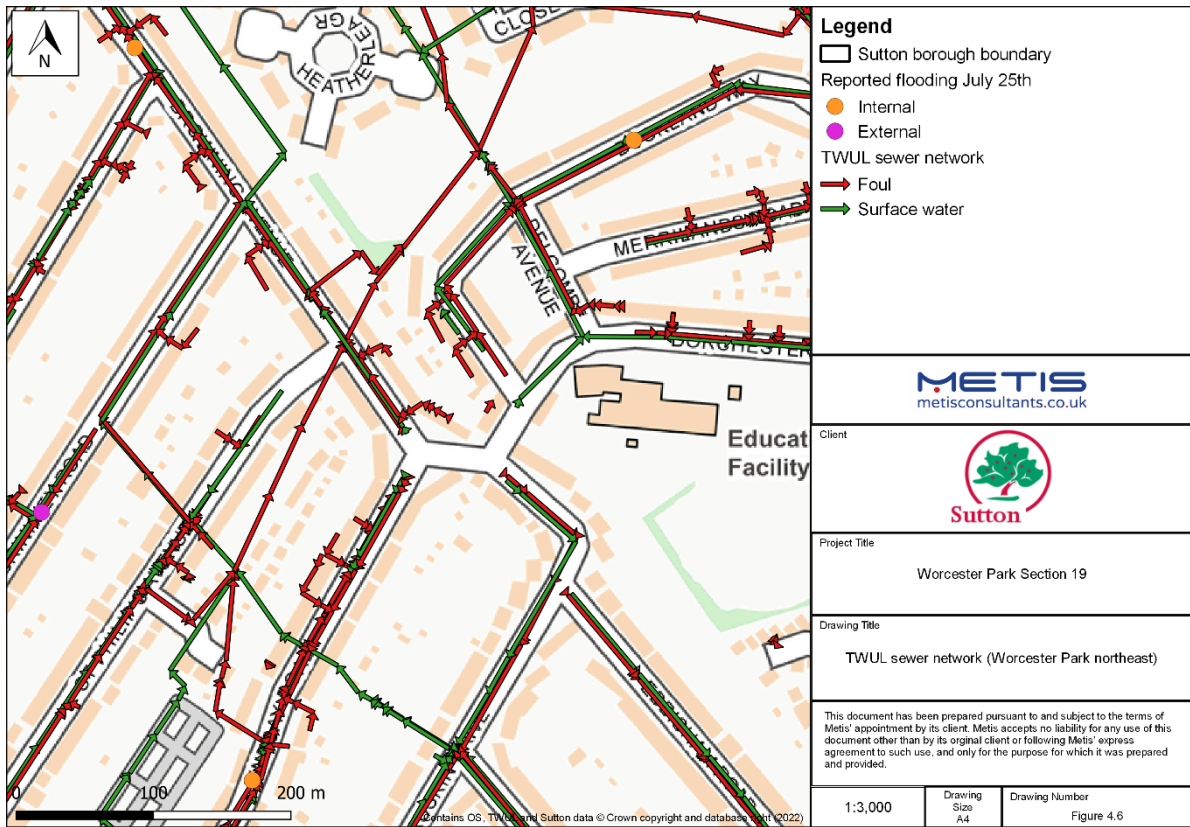 N
HEATHERLEAGR
CLOSE
MERRILANDS ROAD
BELCOMBE
AVENUE
DORCHESTER
Educat
Facility
0 100 200 m
Contains OS, TWUL and Sutton data © Crown copyright and database right (2022)
Legend
Sutton borough boundary
Reported flooding July 25th
Internal
External
TWUL sewer network
Foul
Surface water
METIS
metisconsultants.co.uk
Client
Sutton
Project Title
Worcester Park Section 19
Drawing Title
TWUL sewer network (Worcester Park northeast)
This document has been prepared pursuant to and subject to the terms of
Metis' appointment by its client. Metis accepts no liability for any use of this
document other than by its orginal client or following Metis' express
agreement to such use, and only for the purpose for which it was prepared
and provided.
1:3,000
Drawing
Size
A4
Drawing Number
Figure 4.6